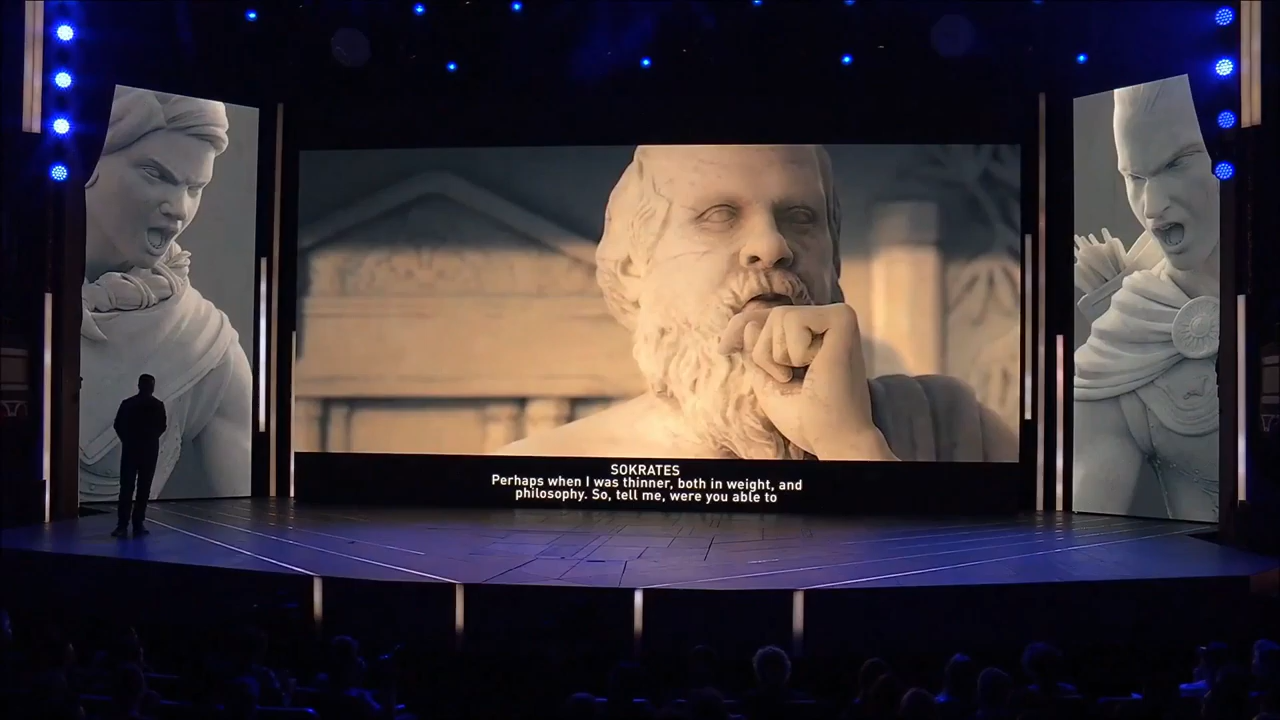 SOKRATES
Perhaps when I was thinner, both in weight, and
philosophy. So, tell me, were you able to